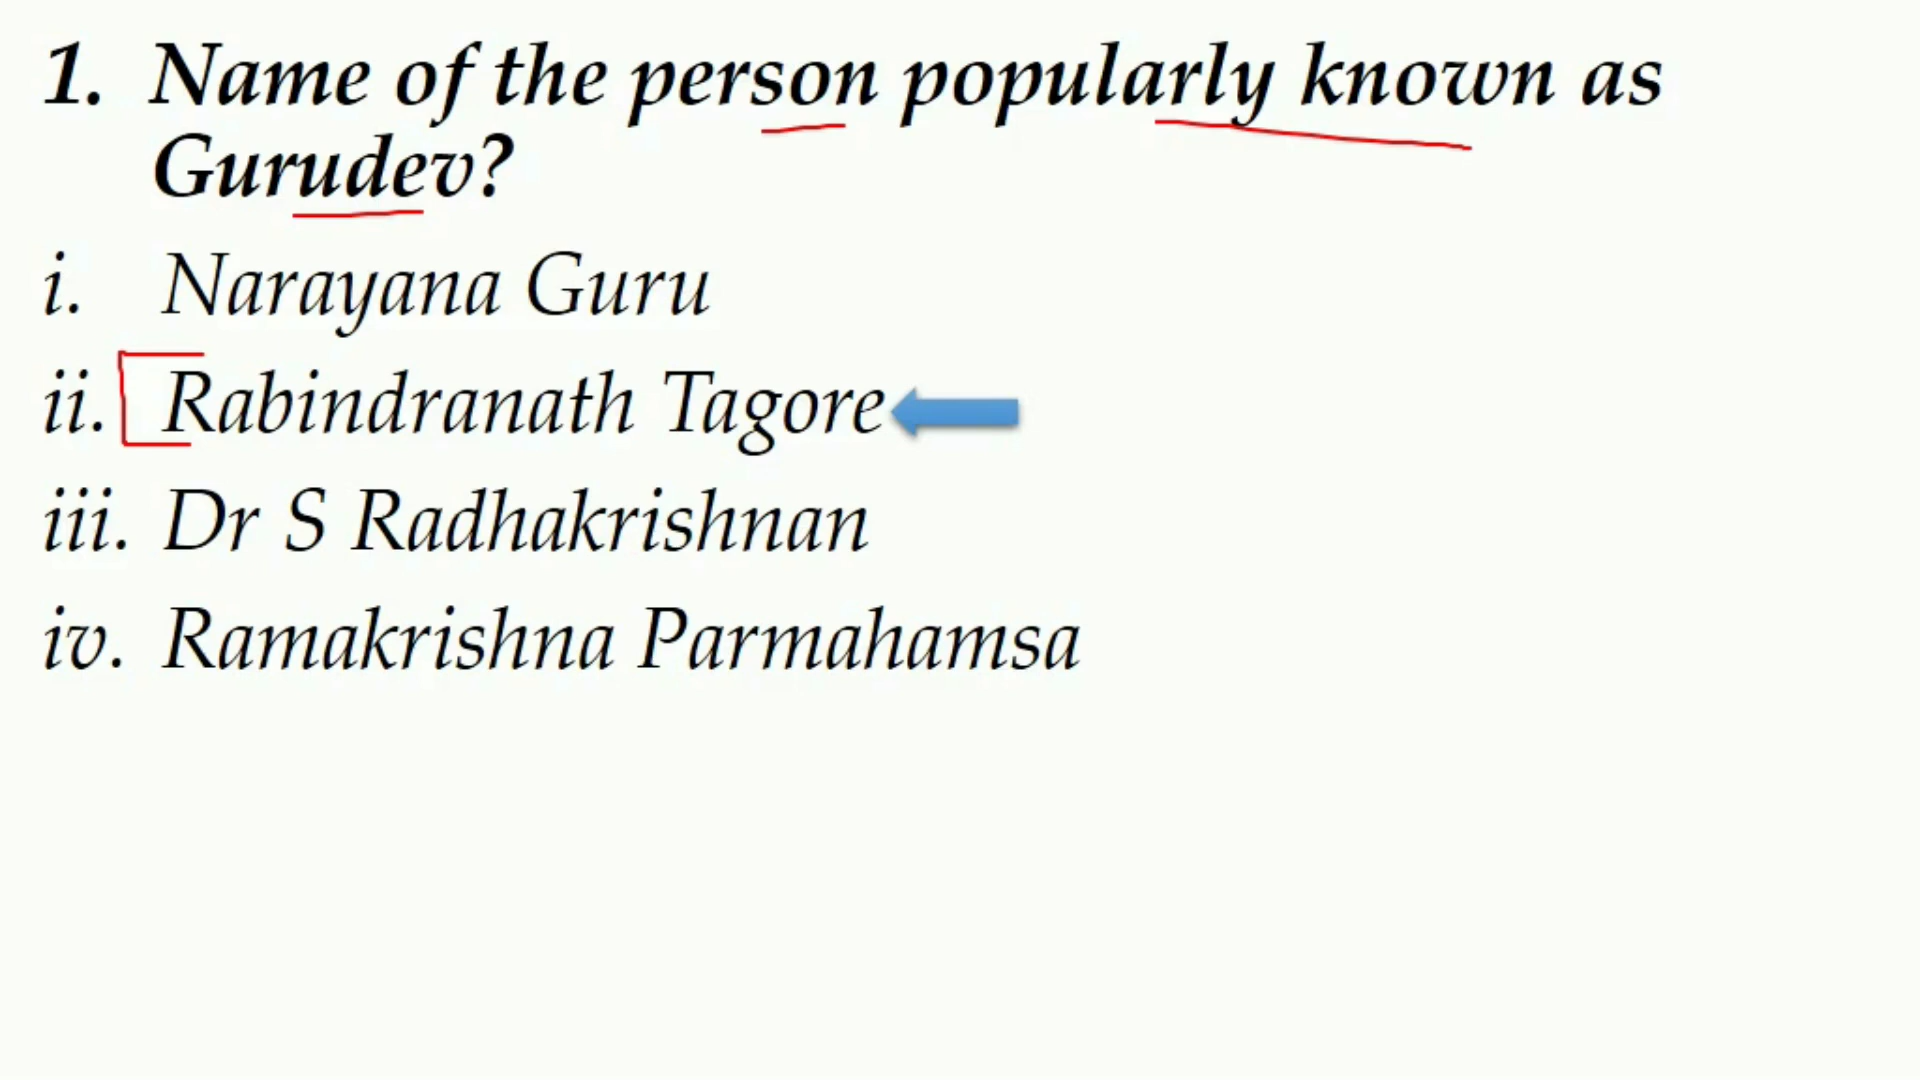 1. Name of the person popularly known as
Gurudev?
i. Narayana Guru
ii. Rabindranath Tagore
iii. Dr S Radhakrishnan
iv. Ramakrishna Parmahamsa